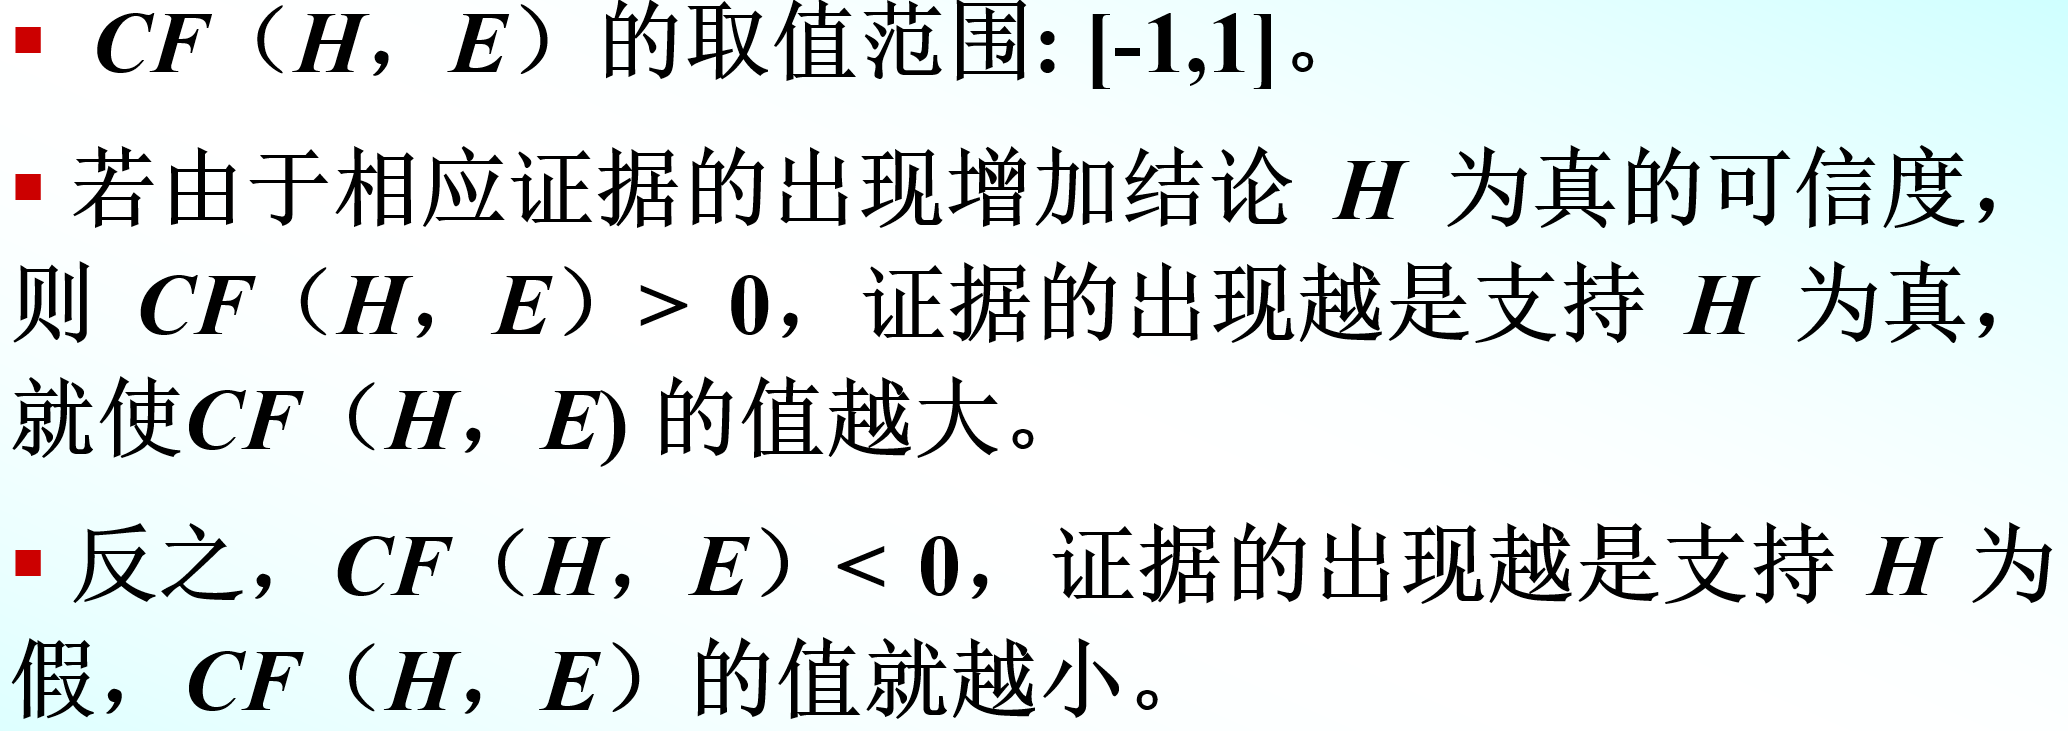 ▪ CF（H，E）的取值范围: [-1,1]。
▪ 若由于相应证据的出现增加结论 H 为真的可信度，
则 CF（H，E）> 0，证据的出现越是支持 H 为真，
就使CF（H，E) 的值越大。
▪ 反之，CF（H，E）< 0，证据的出现越是支持 H 为
假，CF（H，E）的值就越小。